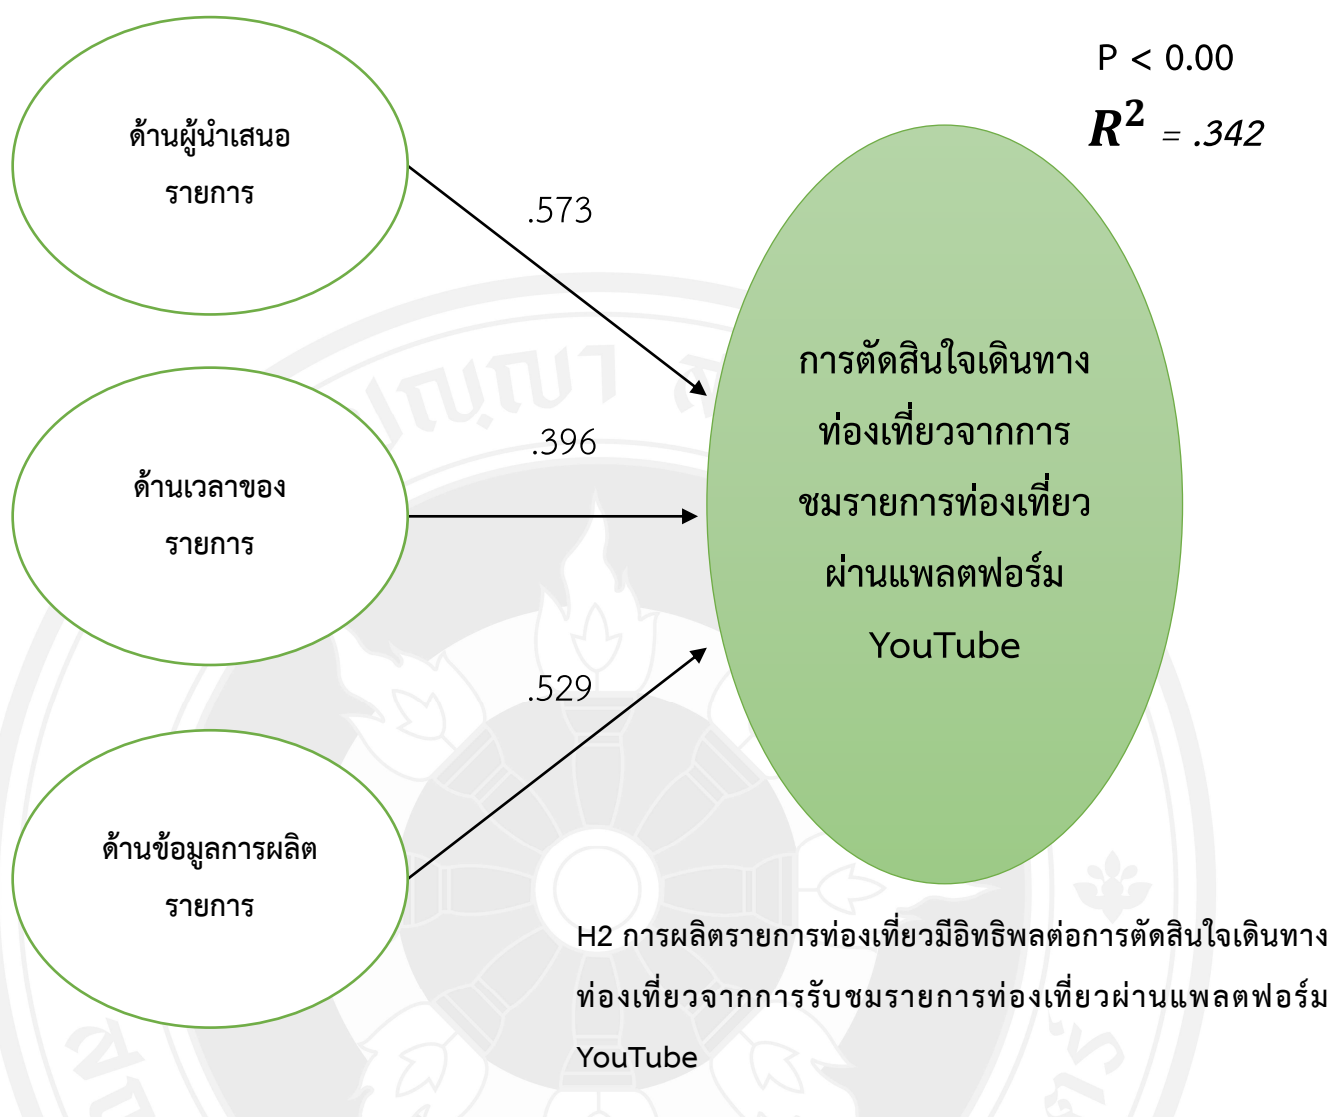 P < 0.00
R² = .342
ด้านผู้นำเสนอ
รายการ
.573
การตัดสินใจเดินทาง
ท่องเที่ยวจากการ
ชมรายการท่องเที่ยว
ผ่านแพลตฟอร์ม
YouTube
.396
ด้านเวลาของ
รายการ
.529
ด้านข้อมูลการผลิต
รายการ
H2 การผลิตรายการท่องเที่ยวมีอิทธิพลต่อการตัดสินใจเดินทาง
ท่องเที่ยวจากการรับชมรายการท่องเที่ยวผ่านแพลตฟอร์ม
YouTube